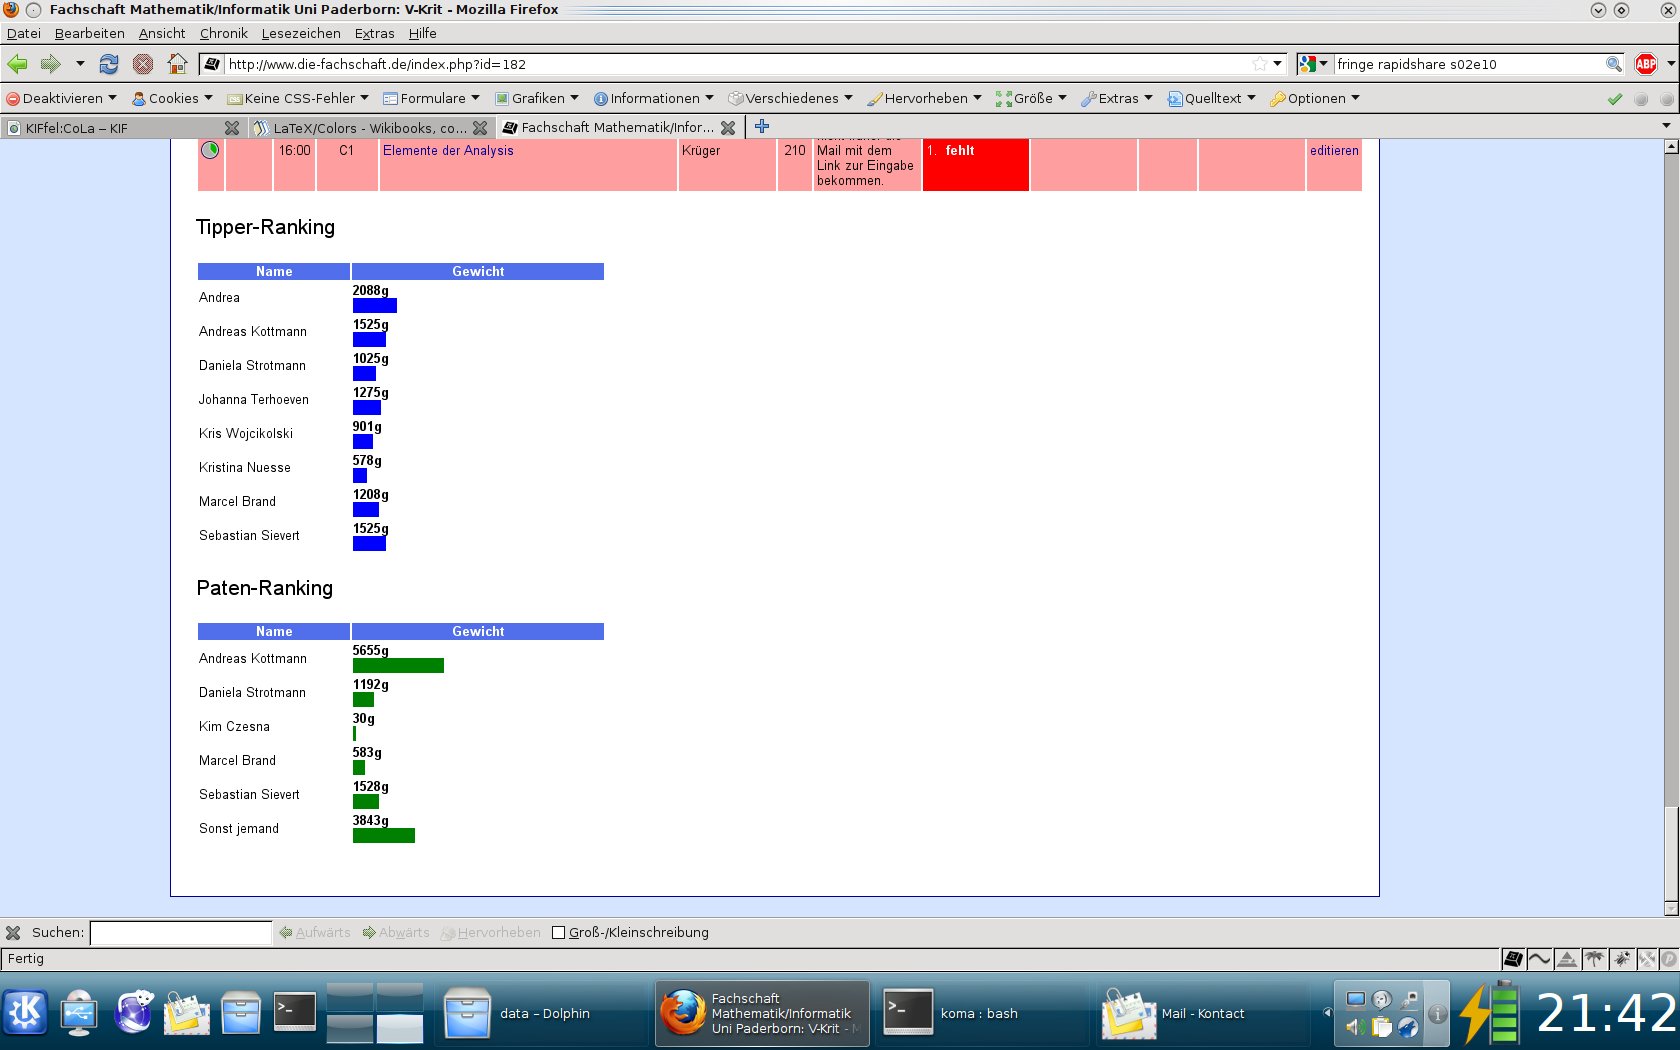 Fachschaft Mathematik/Informatik Uni Paderborn: V-Krit - Mozilla Firefox
Datei Bearbeiten Ansicht Chronik Lesezeichen Extras Hilfe
http://www.die-fachschaft.de/index.php?id=182
fringe rapidshare s02e10
ABP
Deaktivieren Cookies Keine CSS-Fehler Formulare Grafiken Informationen Verschiedenes Hervorheben Größe Extras Quelltext Optionen
KIFfel:CoLa – KIF
LaTeX/Colors - Wikibooks, co...
Fachschaft Mathematik/Infor...
16:00 C1 Elemente der Analysis Krüger 210
Mail mit dem
Link zur Eingabe
bekommen.
1. fehlt
editieren
Tipper-Ranking
Name Gewicht
Andrea 2088g
Andreas Kottmann 1525g
Daniela Strotmann 1025g
Johanna Terhoeven 1275g
Kris Wojcikolski 901g
Kristina Nuesse 578g
Marcel Brand 1208g
Sebastian Sievert 1525g
Paten-Ranking
Name Gewicht
Andreas Kottmann 5655g
Daniela Strotmann 1192g
Kim Czesna 30g
Marcel Brand 583g
Sebastian Sievert 1528g
Sonst jemand 3843g
Suchen: Aufwärts Abwärts Hervorheben Groß-/Kleinschreibung
Fertig
data – Dolphin
Fachschaft
Mathematik/Informatik
Uni Paderborn: V-Krit - M
koma : bash
Mail - Kontact
21:42